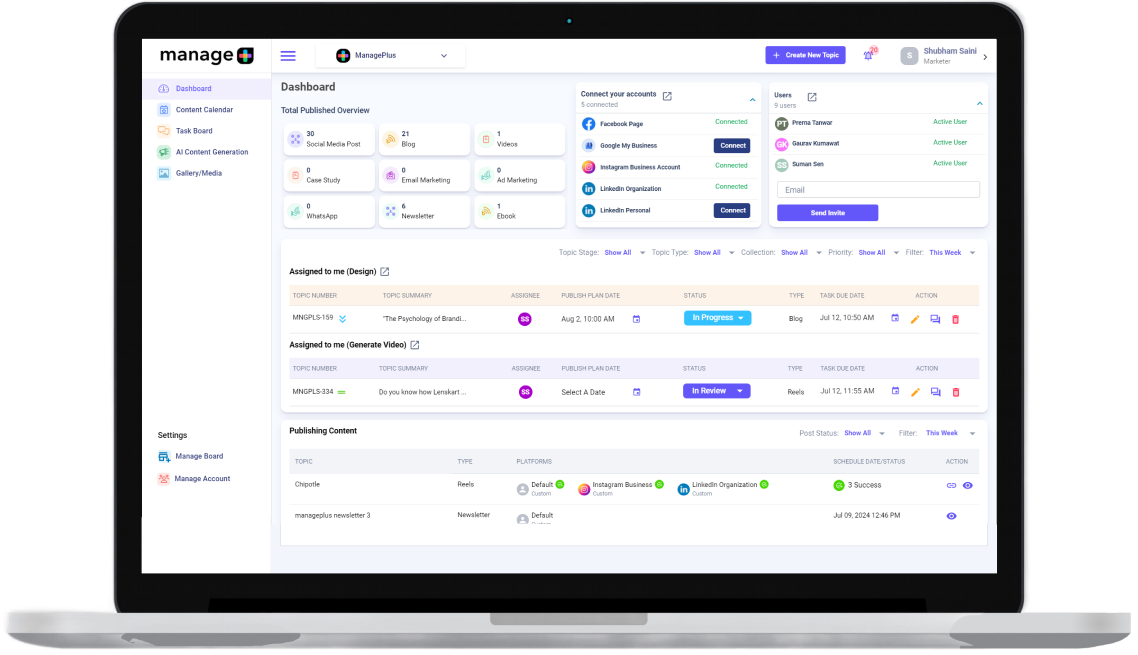 manage
ManagePlus
+ Create New Topic
20
S
Shubham Saini
Marketer
Dashboard
Content Calendar
Task Board
AI Content Generation
Gallery/Media
Settings
Manage Board
Manage Account
Dashboard
Total Published Overview
30
Social Media Post
21
Blog
1
Videos
0
Case Study
0
Email Marketing
0
Ad Marketing
0
WhatsApp
6
Newsletter
1
Ebook
Connect your accounts
5 connected
Facebook Page Connected
Google My Business Connect
Instagram Business Account Connected
in LinkedIn Organization Connected
in LinkedIn Personal Connect
Users
9 users
PT Prerna Tanwar Active User
GK Gaurav Kumawat Active User
SS Suman Sen Active User
Email
Send Invite
Topic Stage: Show All Topic Type: Show All Collection: Show All Priority: Show All Filter: This Week
Assigned to me (Design)
TOPIC NUMBER TOPIC SUMMARY ASSIGNEE PUBLISH PLAN DATE STATUS TYPE TASK DUE DATE ACTION
MNGPLS-159 "The Psychology of Brandi... SS Aug 2, 10:00 AM In Progress Blog Jul 12, 10:50 AM
Assigned to me (Generate Video)
TOPIC NUMBER TOPIC SUMMARY ASSIGNEE PUBLISH PLAN DATE STATUS TYPE TASK DUE DATE ACTION
MNGPLS-334 Do you know how Lenskart ... SS Select A Date In Review Reels Jul 12, 11:55 AM
Publishing Content
Post Status: Show All Filter: This Week
TOPIC TYPE PLATFORMS SCHEDULE DATE/STATUS ACTION
Chipotle Reels Default Instagram Business in LinkedIn Organization 3 Success
Custom Custom Custom
manageplus newsletter 3 Newsletter Default Jul 09, 2024 12:46 PM